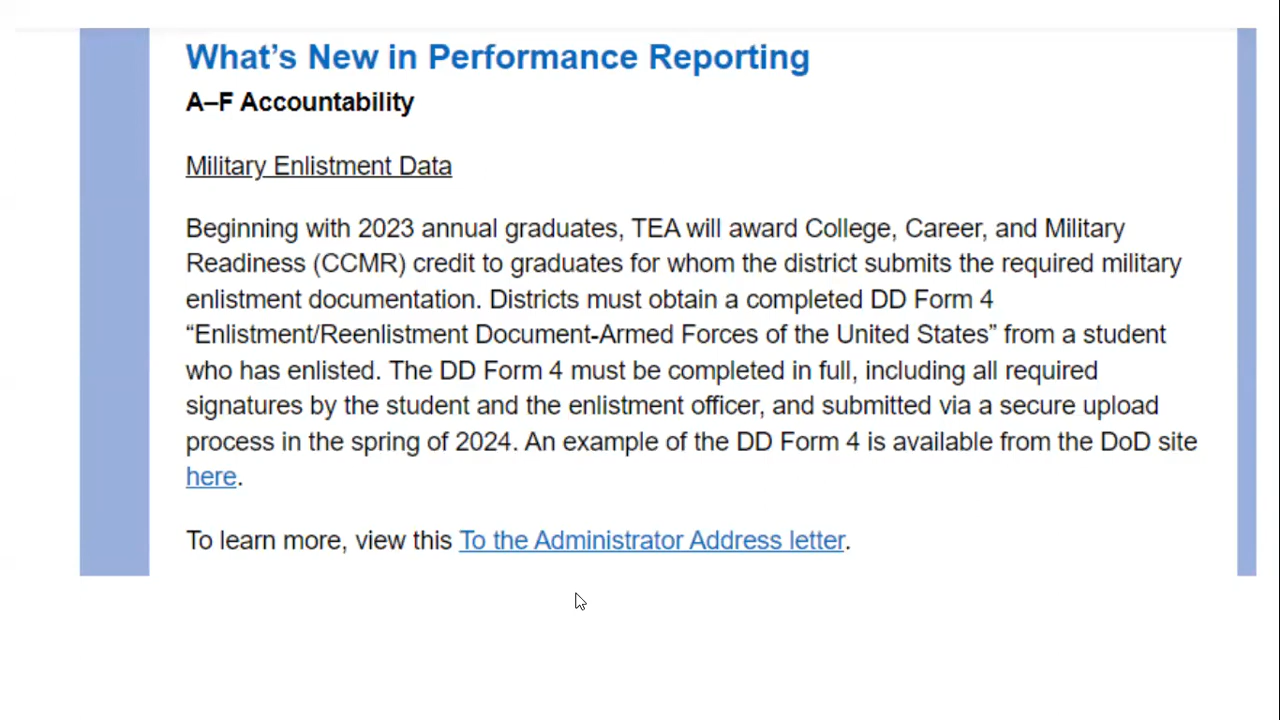 What’s New in Performance Reporting
A–F Accountability
Military Enlistment Data
Beginning with 2023 annual graduates, TEA will award College, Career, and Military
Readiness (CCMR) credit to graduates for whom the district submits the required military
enlistment documentation. Districts must obtain a completed DD Form 4
“Enlistment/Reenlistment Document-Armed Forces of the United States” from a student
who has enlisted. The DD Form 4 must be completed in full, including all required
signatures by the student and the enlistment officer, and submitted via a secure upload
process in the spring of 2024. An example of the DD Form 4 is available from the DoD site
here.
To learn more, view this To the Administrator Address letter.